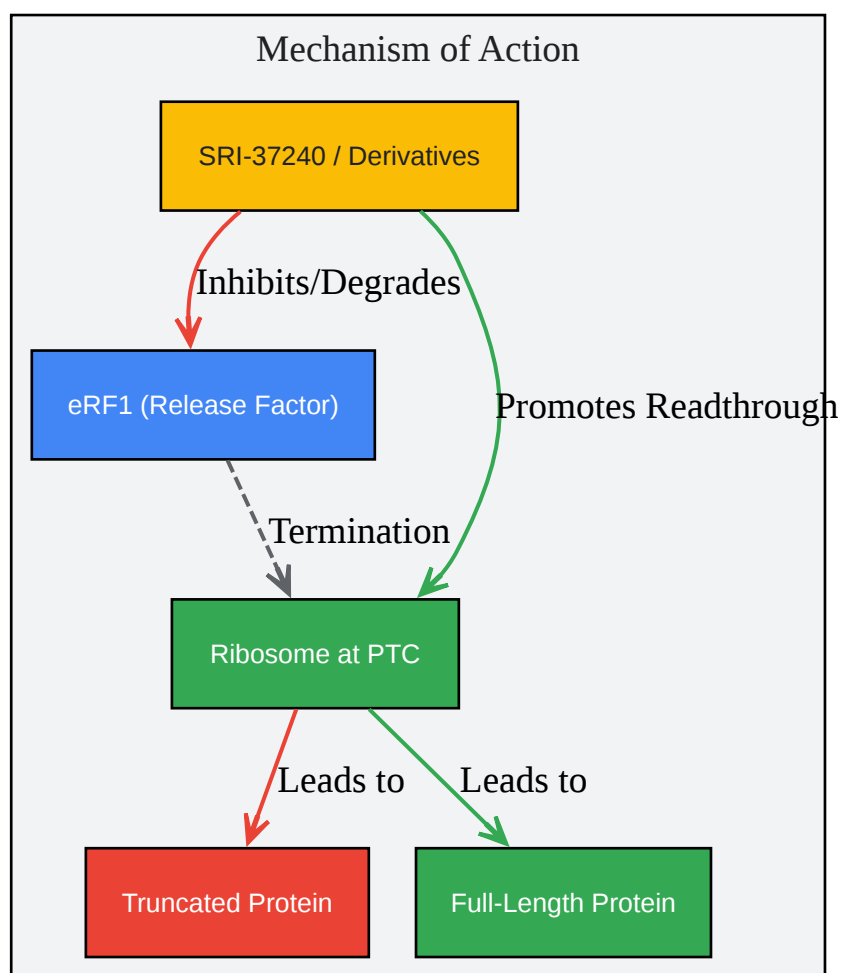 Mechanism of Action
SRI-37240 / Derivatives
Inhibits/Degrades
eRF1 (Release Factor)
Promotes Readthrough
Termination
Ribosome at PTC
Leads to
Leads to
Truncated Protein
Full-Length Protein